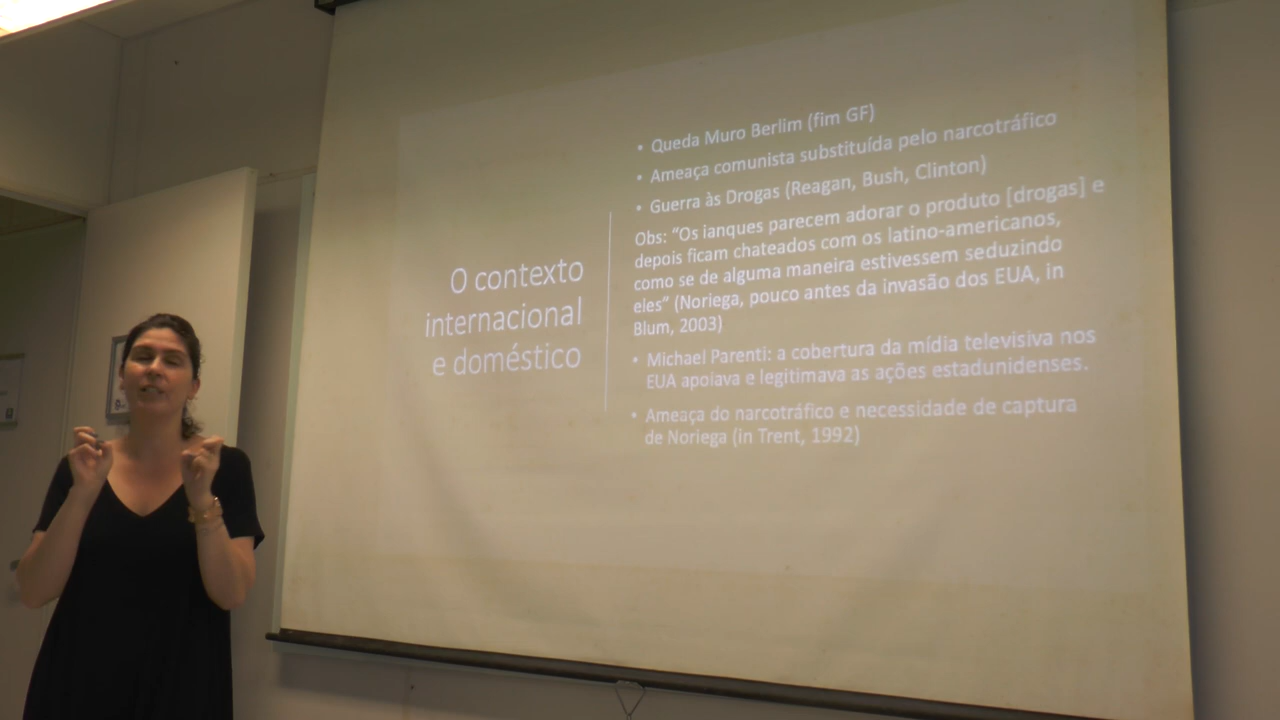 O contexto
internacional
e doméstico
• Queda Muro Berlim (fim GF)
• Ameaça comunista substituída pelo narcotráfico
• Guerra às Drogas (Reagan, Bush, Clinton)
Obs: “Os ianques parecem adorar o produto [drogas] e
depois ficam chateados com os latino-americanos,
como se de alguma maneira estivessem seduzindo
eles” (Noriega, pouco antes da invasão dos EUA, in
Blum, 2003)
• Michael Parenti: a cobertura da mídia televisiva nos
EUA apoiava e legitimava as ações estadunidenses.
• Ameaça do narcotráfico e necessidade de captura
de Noriega (in Trent, 1992)